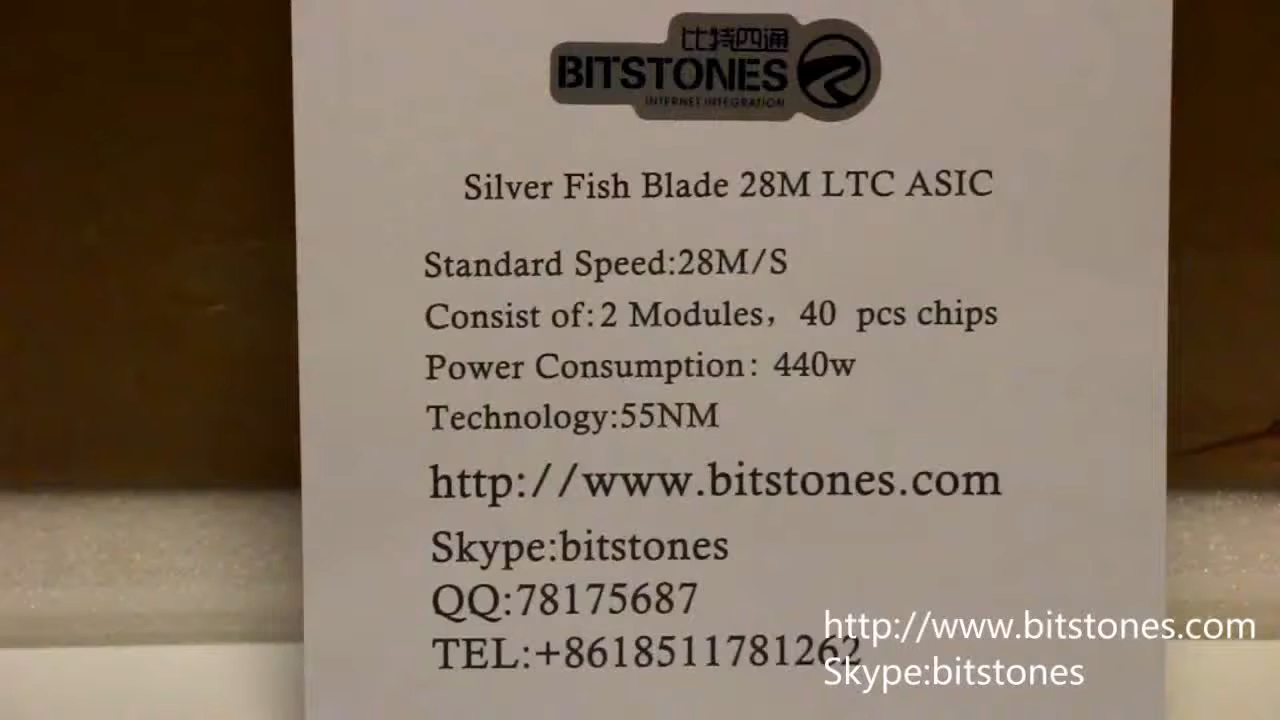 比特四通
BITSTONES
INTERNET INTEGRATION
Silver Fish Blade 28M LTC ASIC
Standard Speed:28M/S
Consist of:2 Modules，40 pcs chips
Power Consumption：440w
Technology:55NM
http://www.bitstones.com
Skype:bitstones
QQ:78175687
TEL:+8618511781262
http://www.bitstones.com
Skype:bitstones